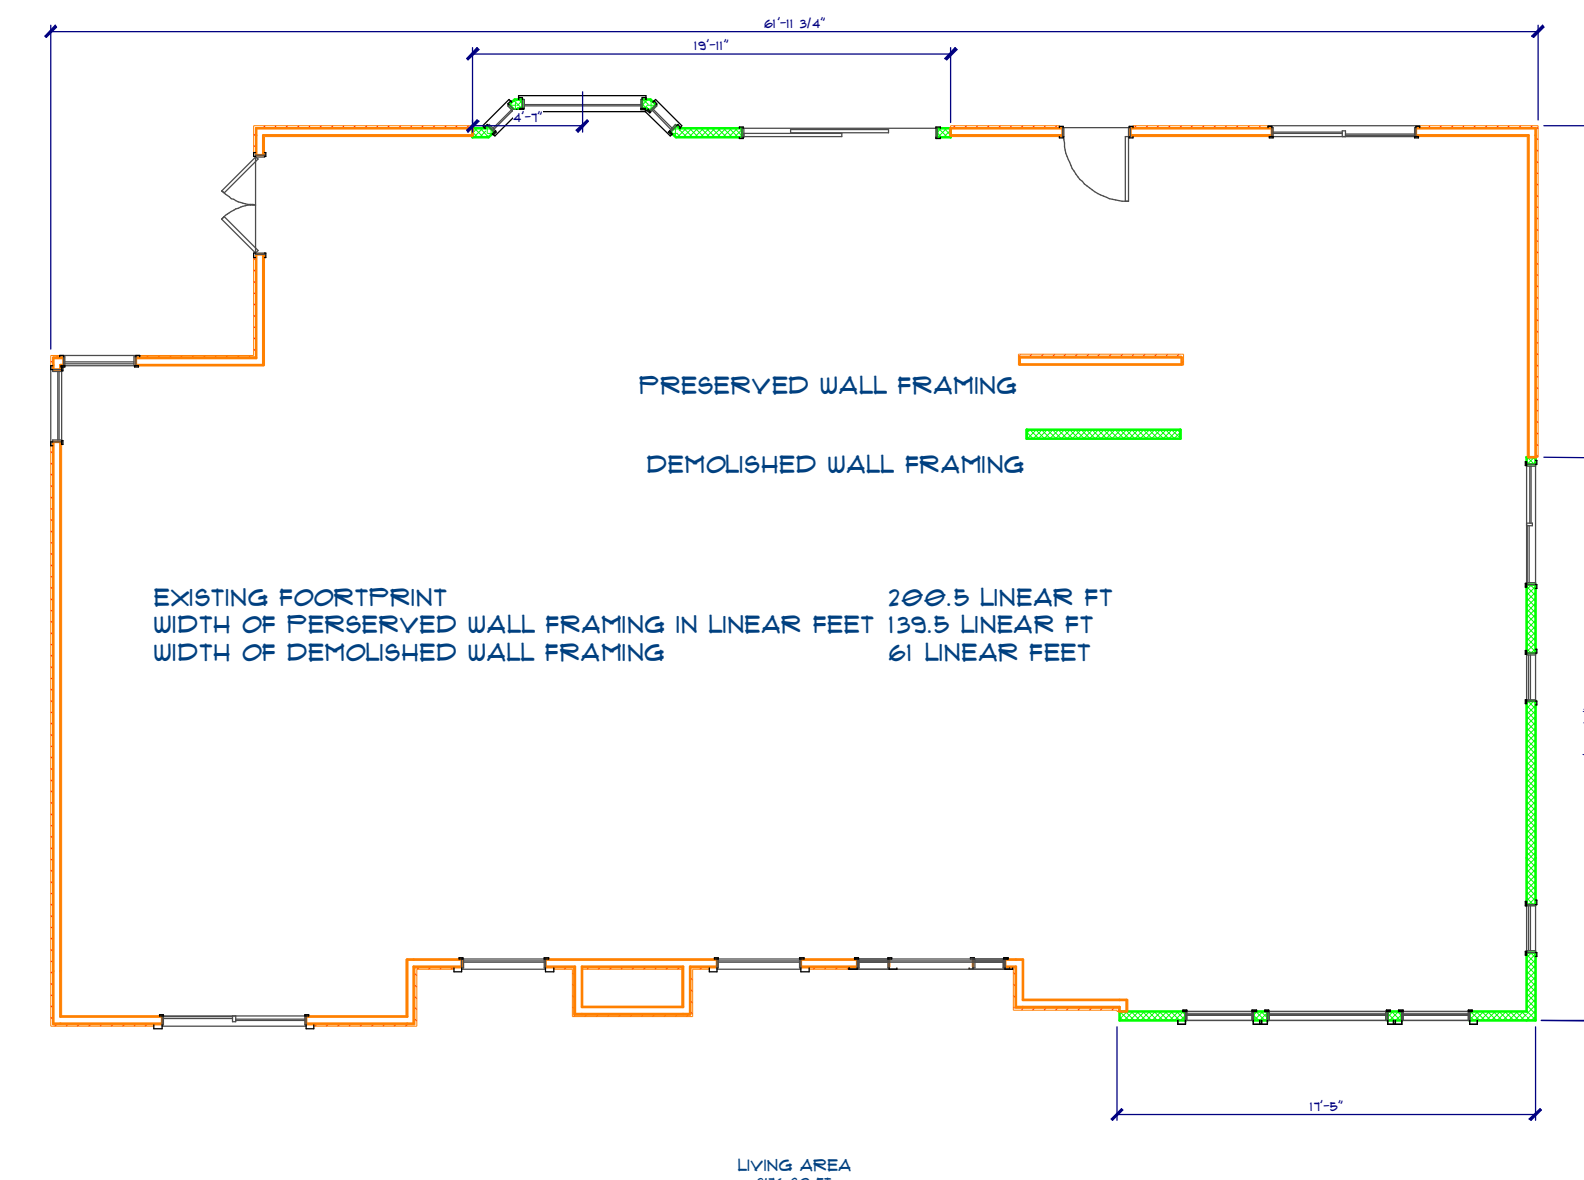 61'-11 3/4"
19'-11"
4'-7"
PRESERVED WALL FRAMING
DEMOLISHED WALL FRAMING
EXISTING FOORTPRINT 200.5 LINEAR FT
WIDTH OF PERSERVED WALL FRAMING IN LINEAR FEET 139.5 LINEAR FT
WIDTH OF DEMOLISHED WALL FRAMING 61 LINEAR FEET
17'-5"
LIVING AREA